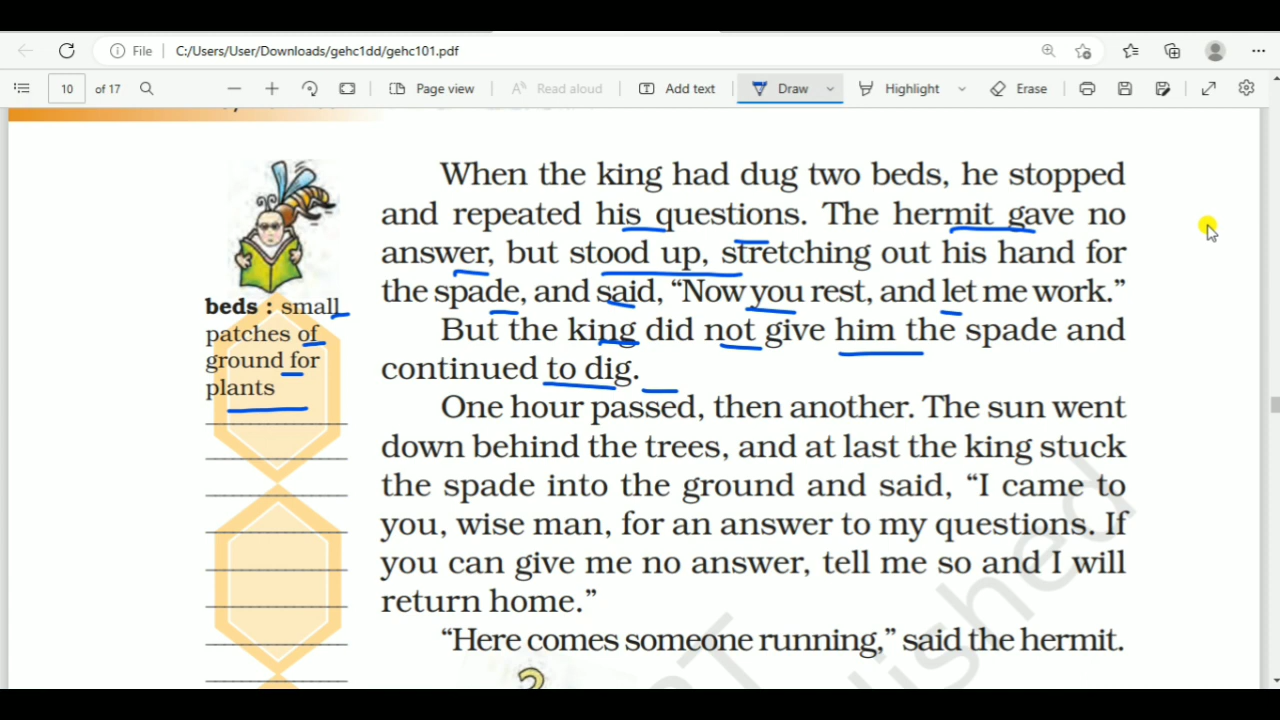 File
C:/Users/User/Downloads/gehc1dd/gehc101.pdf
10 of 17
Page view
Read aloud
Add text
Draw
Highlight
Erase
When the king had dug two beds, he stopped
and repeated his questions. The hermit gave no
answer, but stood up, stretching out his hand for
the spade, and said, “Now you rest, and let me work.”
But the king did not give him the spade and
continued to dig.
One hour passed, then another. The sun went
down behind the trees, and at last the king stuck
the spade into the ground and said, “I came to
you, wise man, for an answer to my questions. If
you can give me no answer, tell me so and I will
return home.”
“Here comes someone running,” said the hermit.
beds : small
patches of
ground for
plants
2